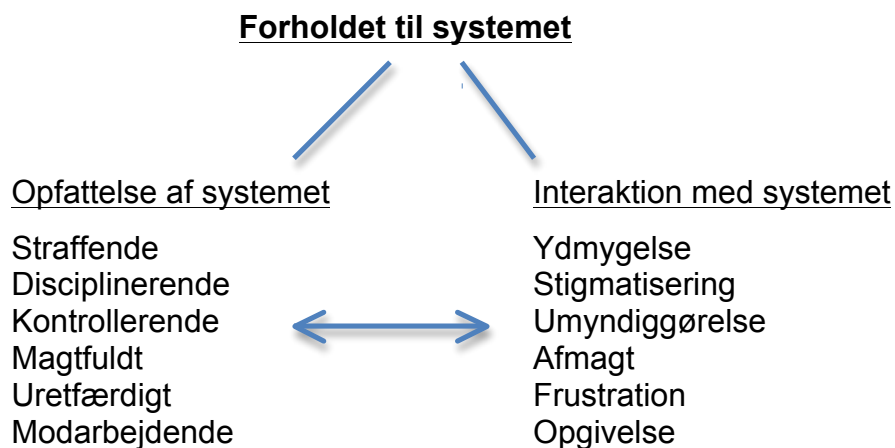 Forholdet til systemet
Opfattelse af systemet
Straffende
Disciplinerende
Kontrollerende
Magtfuldt
Uretfærdigt
Modarbejdende
Interaktion med systemet
Ydmygelse
Stigmatisering
Umyndiggørelse
Afmagt
Frustration
Opgivelse